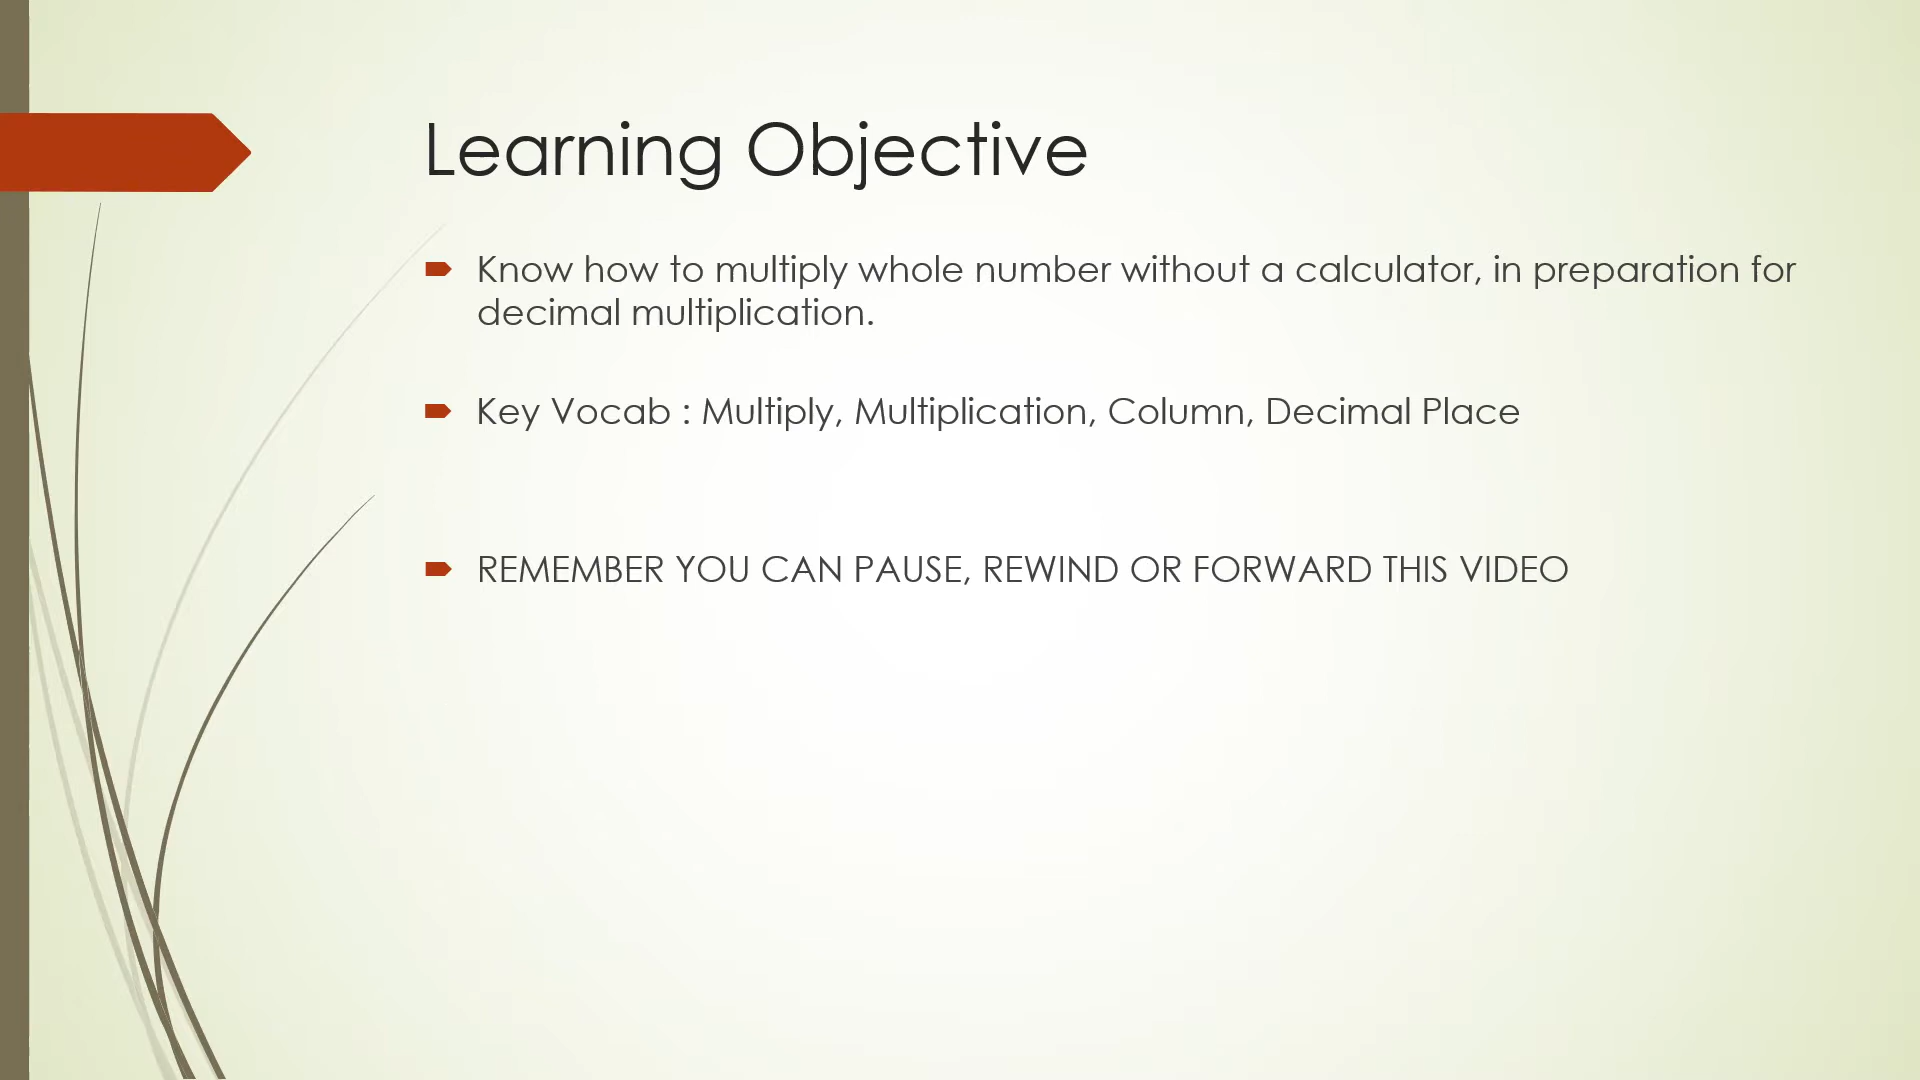 Learning Objective
Know how to multiply whole number without a calculator, in preparation for
decimal multiplication.
Key Vocab : Multiply, Multiplication, Column, Decimal Place
REMEMBER YOU CAN PAUSE, REWIND OR FORWARD THIS VIDEO